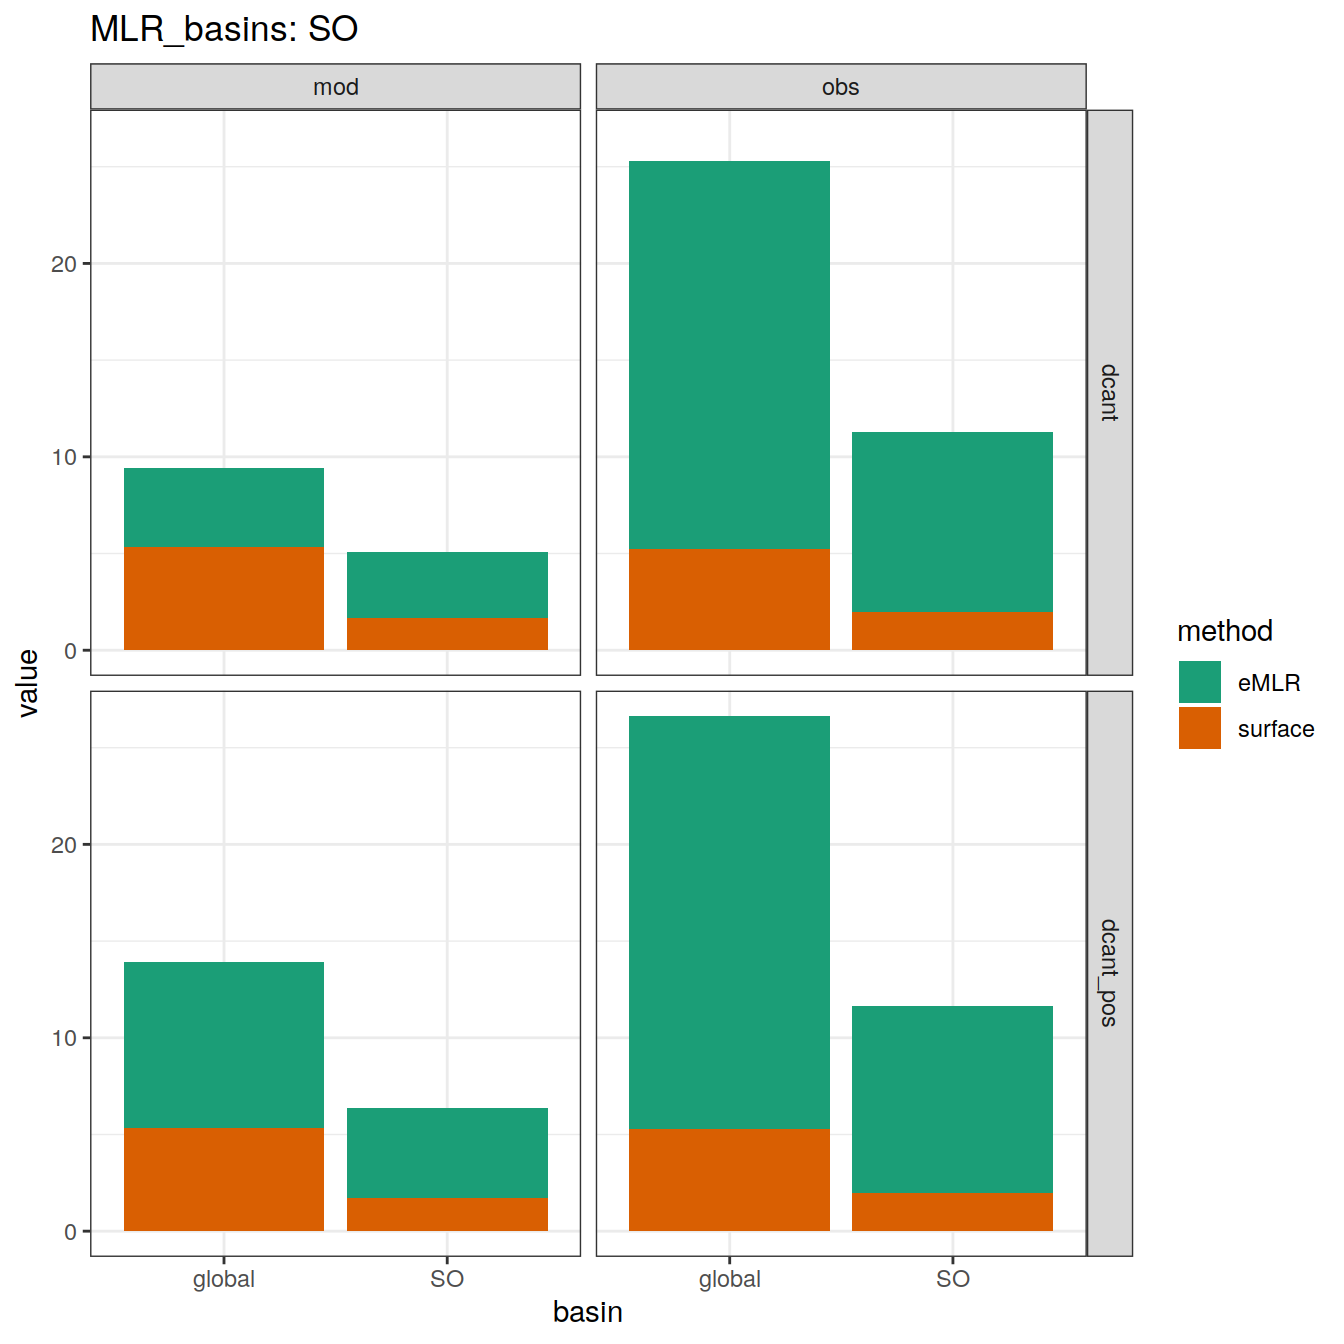 MLR_basins: SO
mod
obs
20
10
0
dcant
20
10
0
dcant_pos
value
global
SO
global
SO
basin
method
eMLR
surface